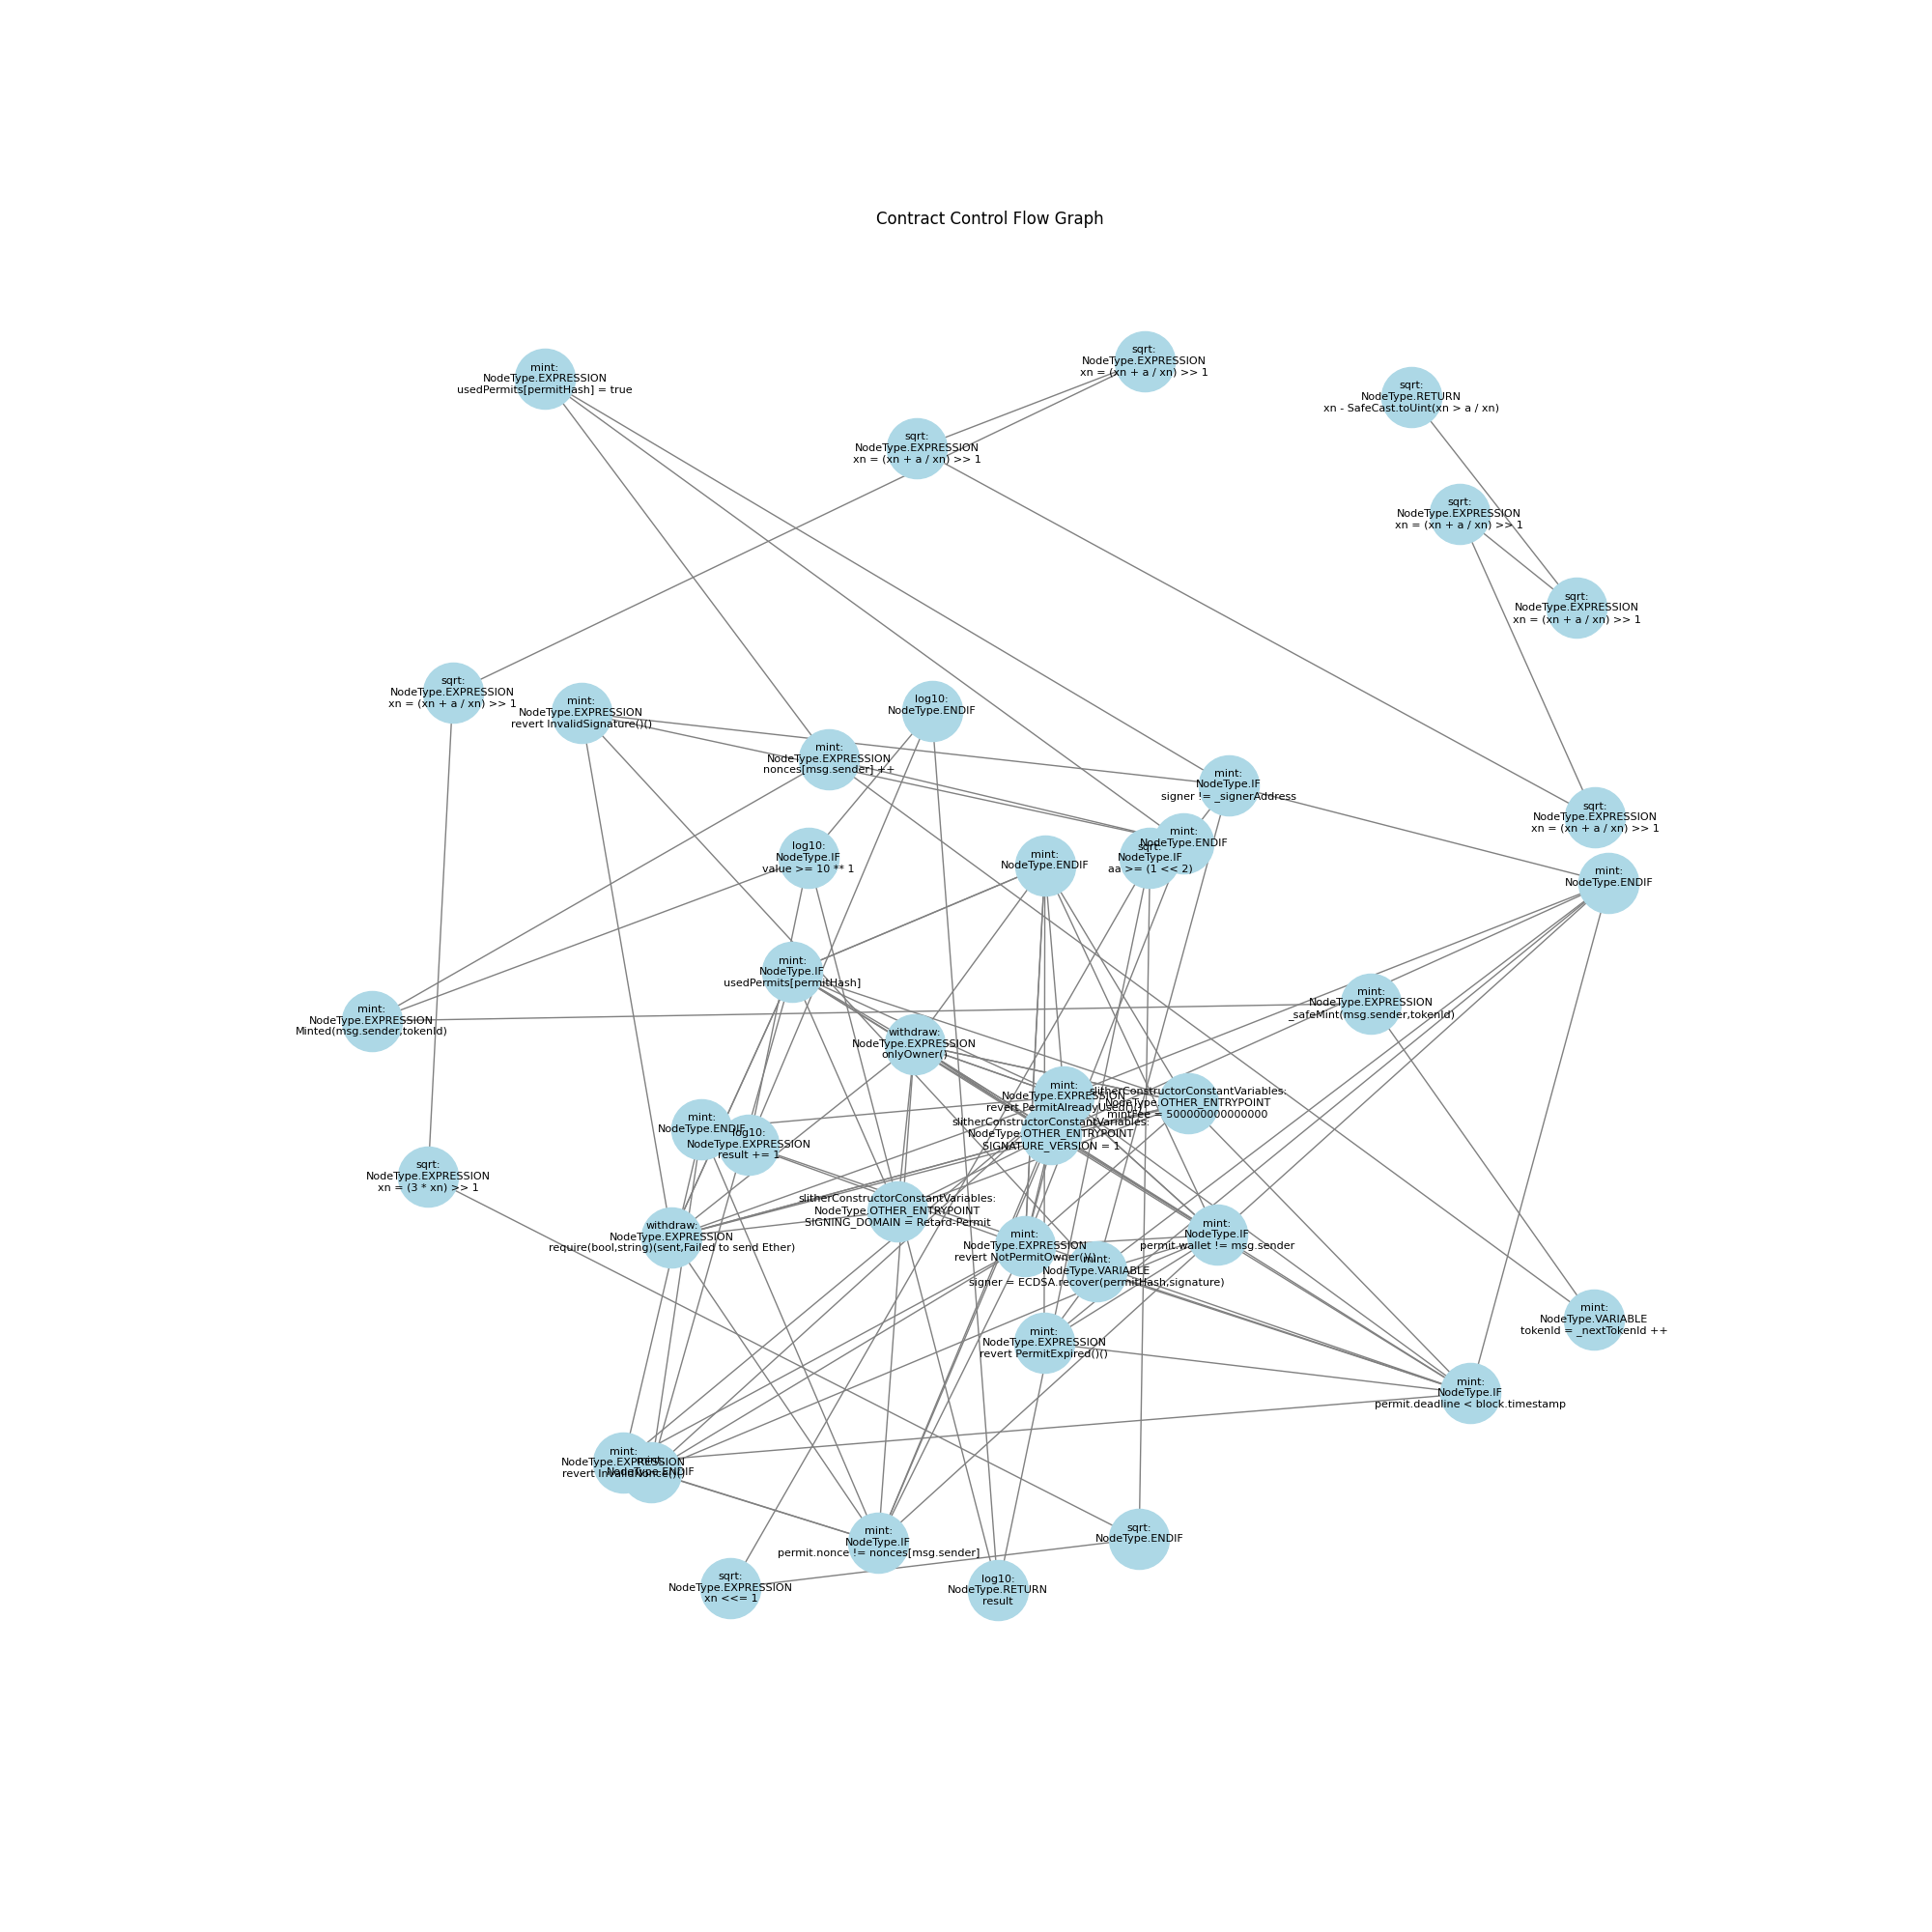 Contract Control Flow Graph
sqrt:
NodeType.EXPRESSION
xn = (xn + a / xn) >> 1
mint:
NodeType.EXPRESSION
usedPermits[permitHash] = true
sqrt:
NodeType.RETURN
xn - SafeCast.toUint(xn > a / xn)
sqrt:
NodeType.EXPRESSION
xn = (xn + a / xn) >> 1
sqrt:
NodeType.EXPRESSION
xn = (xn + a / xn) >> 1
sqrt:
NodeType.EXPRESSION
xn = (xn + a / xn) >> 1
sqrt:
NodeType.EXPRESSION
xn = (xn + a / xn) >> 1
mint:
NodeType.EXPRESSION
revert InvalidSignature()()
log10:
NodeType.ENDIF
mint:
NodeType.EXPRESSION
nonces[msg.sender] ++
mint:
NodeType.IF
signer != _signerAddress
sqrt:
NodeType.EXPRESSION
xn = (xn + a / xn) >> 1
mint:
NodeType.ENDIF
sqrt:
NodeType.IF
aa >= (1 << 2)
log10:
NodeType.IF
value >= 10 ** 1
mint:
NodeType.ENDIF
mint:
NodeType.ENDIF
mint:
NodeType.IF
usedPermits[permitHash]
mint:
NodeType.EXPRESSION
_safeMint(msg.sender,tokenId)
mint:
NodeType.EXPRESSION
Minted(msg.sender,tokenId)
withdraw:
NodeType.EXPRESSION
onlyOwner()
mint:
NodeType.EXPRESSION
revert PermitAlreadyUsed()()
slitherConstructorConstantVariables:
NodeType.OTHER_ENTRYPOINT
mintFee = 500000000000000
slitherConstructorConstantVariables:
NodeType.OTHER_ENTRYPOINT
SIGNATURE_VERSION = 1
mint:
NodeType.ENDIF
log10:
NodeType.EXPRESSION
result += 1
sqrt:
NodeType.EXPRESSION
xn = (3 * xn) >> 1
slitherConstructorConstantVariables:
NodeType.OTHER_ENTRYPOINT
SIGNING_DOMAIN = Retard-Permit
withdraw:
NodeType.EXPRESSION
require(bool,string)(sent,Failed to send Ether)
mint:
NodeType.EXPRESSION
revert NotPermitOwner()()
mint:
NodeType.IF
permit.wallet != msg.sender
mint:
NodeType.VARIABLE
signer = ECDSA.recover(permitHash,signature)
mint:
NodeType.EXPRESSION
revert PermitExpired()()
mint:
NodeType.VARIABLE
tokenId = _nextTokenId ++
mint:
NodeType.IF
permit.deadline < block.timestamp
mint:
NodeType.EXPRESSION
revert InvalidNonce()()
mint:
NodeType.ENDIF
mint:
NodeType.IF
permit.nonce != nonces[msg.sender]
sqrt:
NodeType.ENDIF
sqrt:
NodeType.EXPRESSION
xn <<= 1
log10:
NodeType.RETURN
result